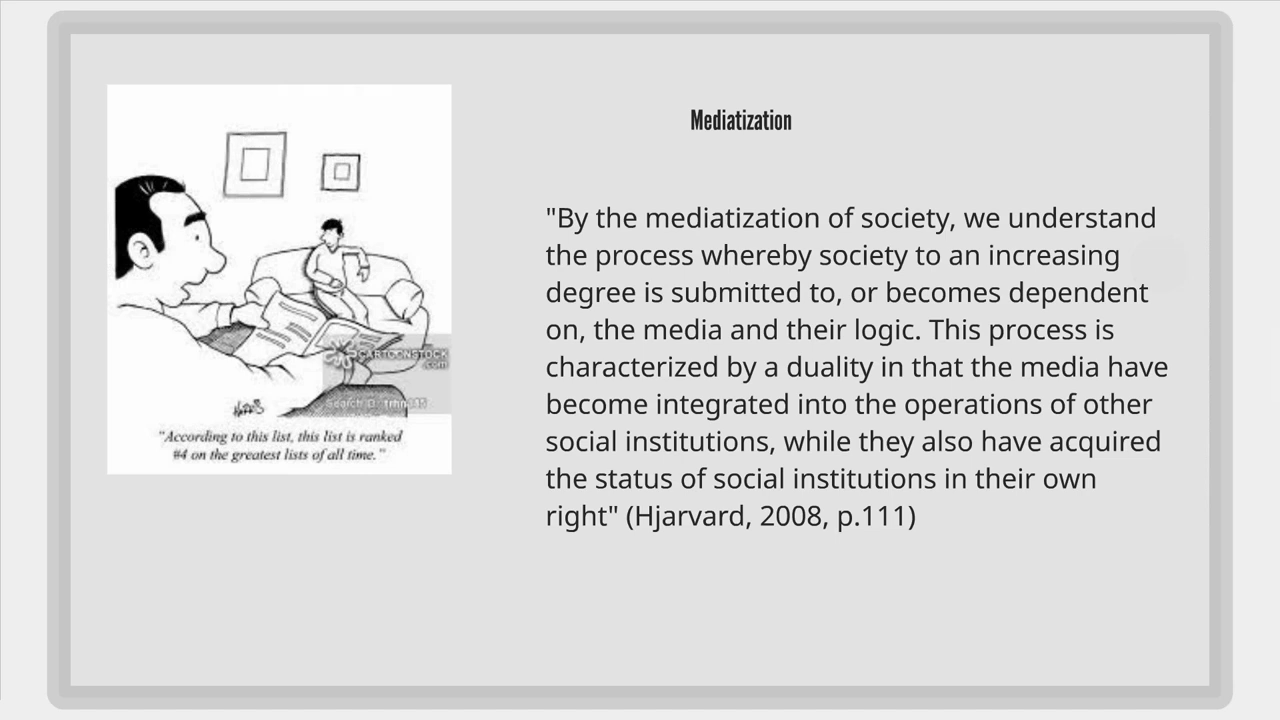 Mediatization
"By the mediatization of society, we understand
the process whereby society to an increasing
degree is submitted to, or becomes dependent
on, the media and their logic. This process is
characterized by a duality in that the media have
become integrated into the operations of other
social institutions, while they also have acquired
the status of social institutions in their own
right" (Hjarvard, 2008, p.111)
CARTOONSTOCK
.com
Search ID:
"According to this list, this list is ranked
#4 on the greatest lists of all time."